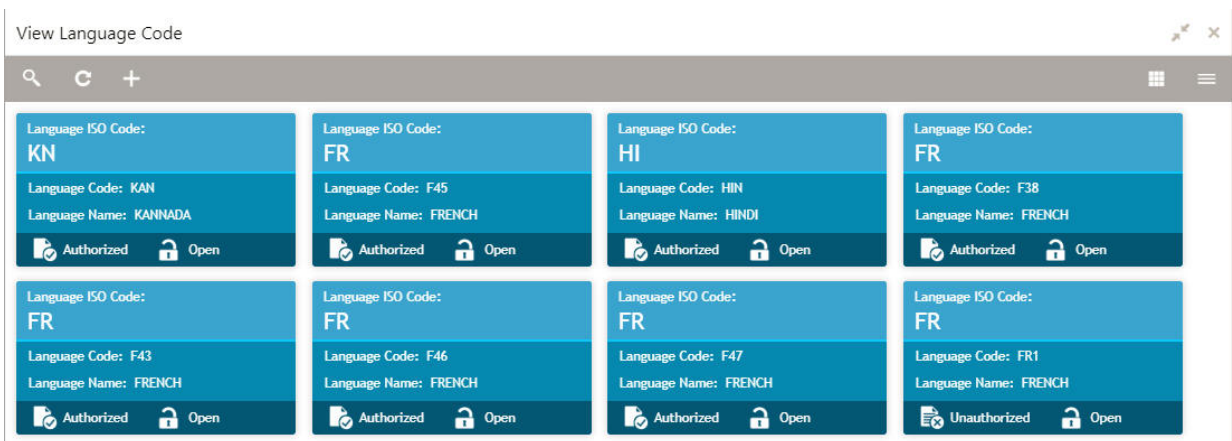 View Language Code
Language ISO Code:
KN
Language Code: KAN
Language Name: KANNADA
Authorized Open
Language ISO Code:
FR
Language Code: F45
Language Name: FRENCH
Authorized Open
Language ISO Code:
HI
Language Code: HIN
Language Name: HINDI
Authorized Open
Language ISO Code:
FR
Language Code: F38
Language Name: FRENCH
Authorized Open
Language ISO Code:
FR
Language Code: F43
Language Name: FRENCH
Authorized Open
Language ISO Code:
FR
Language Code: F46
Language Name: FRENCH
Authorized Open
Language ISO Code:
FR
Language Code: F47
Language Name: FRENCH
Authorized Open
Language ISO Code:
FR
Language Code: FR1
Language Name: FRENCH
Unauthorized Open